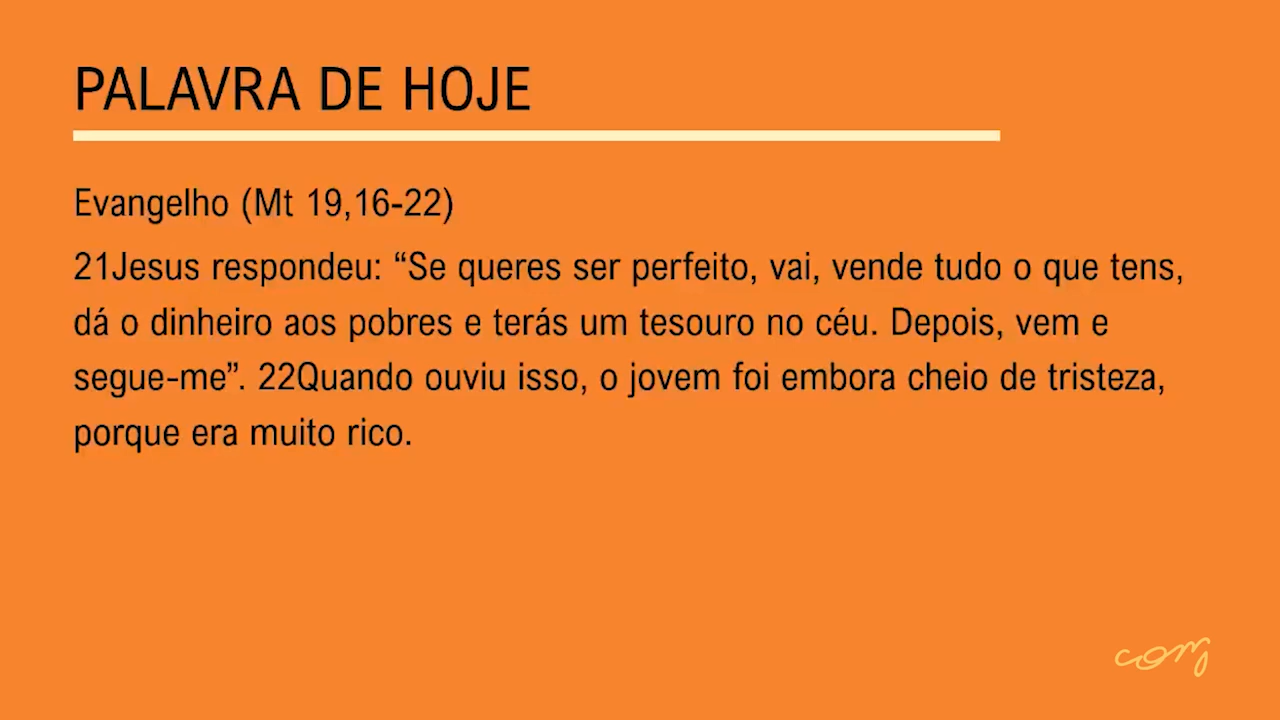 PALAVRA DE HOJE
Evangelho (Mt 19,16-22)
21Jesus respondeu: “Se queres ser perfeito, vai, vende tudo o que tens,
dá o dinheiro aos pobres e terás um tesouro no céu. Depois, vem e
segue-me”. 22Quando ouviu isso, o jovem foi embora cheio de tristeza,
porque era muito rico.